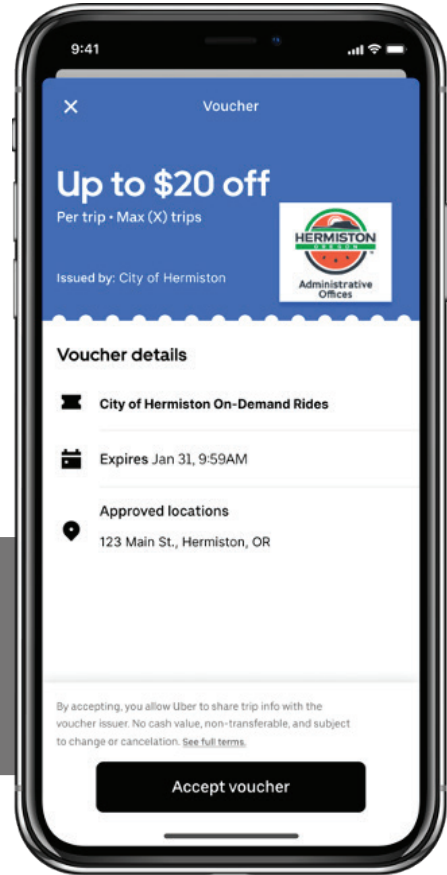 9:41
Voucher
Up to $20 off
Per trip • Max (X) trips
HERMISTON
OREGON
Issued by: City of Hermiston
Administrative
Offices
Voucher details
City of Hermiston On-Demand Rides
Expires Jan 31, 9:59AM
Approved locations
123 Main St., Hermiston, OR
By accepting, you allow Uber to share trip info with the
voucher issuer. No cash value, non-transferable, and subject
to change or cancelation. See full terms.
Accept voucher